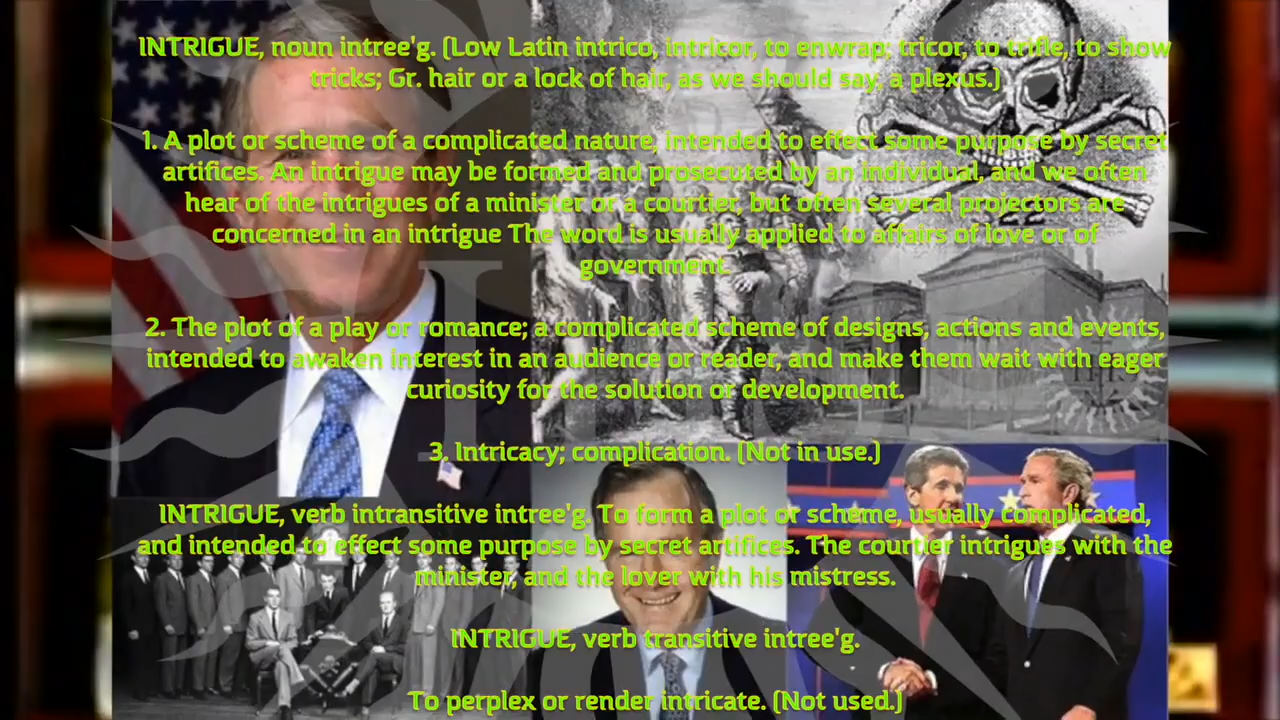 INTRIGUE, noun intree'g. (Low Latin intrico, intricor, to enwrap; tricor, to trifle, to show
tricks; Gr. hair or a lock of hair, as we should say, a plexus.)
1. A plot or scheme of a complicated nature, intended to effect some purpose by secret
artifices. An intrigue may be formed and prosecuted by an individual, and we often
hear of the intrigues of a minister or a courtier, but often several projectors are
concerned in an intrigue The word is usually applied to affairs of love or of
government.
2. The plot of a play or romance; a complicated scheme of designs, actions and events,
intended to awaken interest in an audience or reader, and make them wait with eager
curiosity for the solution or development.
3. Intricacy; complication. (Not in use.)
INTRIGUE, verb intransitive intree'g. To form a plot or scheme, usually complicated,
and intended to effect some purpose by secret artifices. The courtier intrigues with the
minister, and the lover with his mistress.
INTRIGUE, verb transitive intree'g.
To perplex or render intricate. (Not used.)